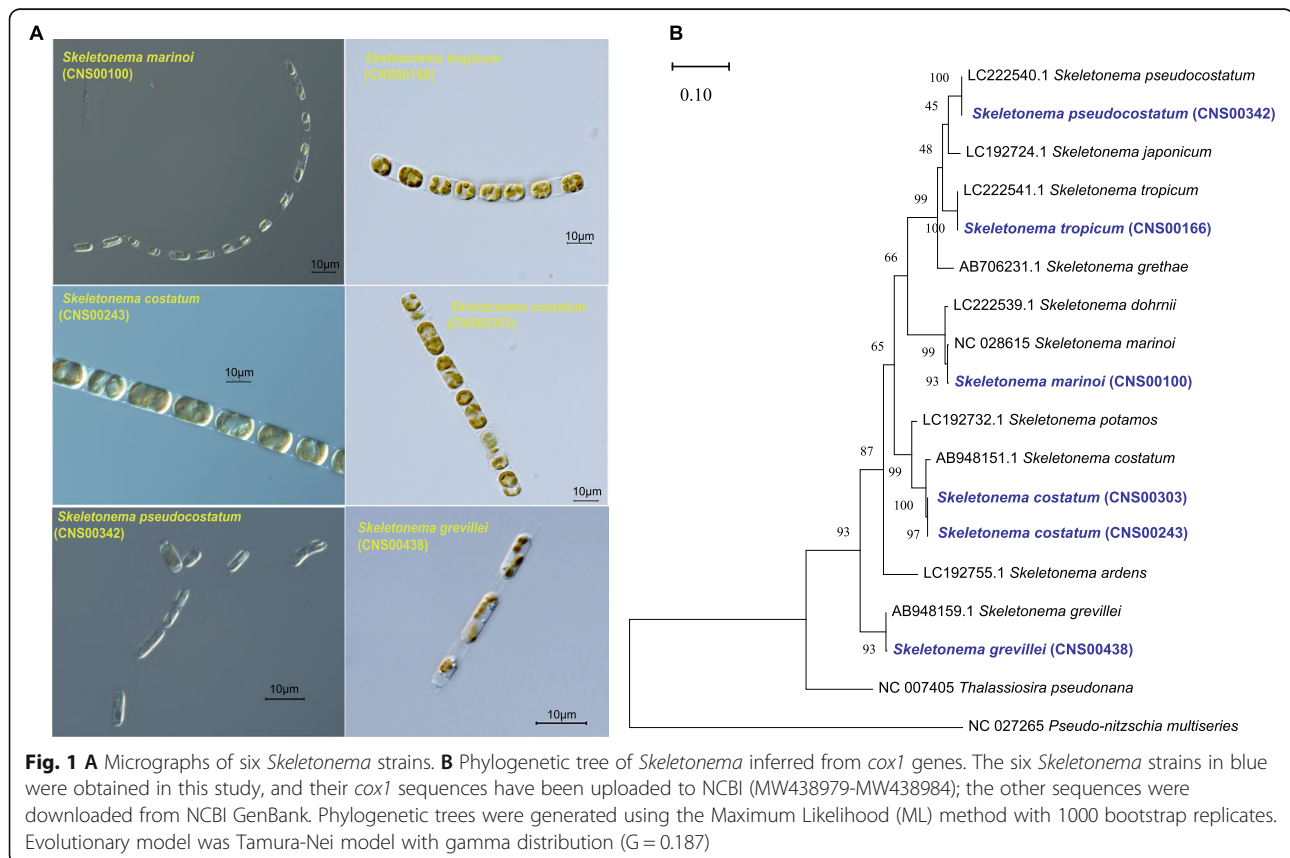 A
Skeletonema marinoi
(CNS00100)
10µm
Skeletonema tropicum
(CNS00166)
10µm
Skeletonema costatum
(CNS00243)
10µm
Skeletonema costatum
(CNS00303)
10µm
Skeletonema pseudocostatum
(CNS00342)
10µm
Skeletonema grevillei
(CNS00438)
10µm
B
0.10
100
LC222540.1 Skeletonema pseudocostatum
45
Skeletonema pseudocostatum (CNS00342)
48
LC192724.1 Skeletonema japonicum
LC222541.1 Skeletonema tropicum
99
100
Skeletonema tropicum (CNS00166)
66
AB706231.1 Skeletonema grethae
LC222539.1 Skeletonema dohrnii
65
NC 028615 Skeletonema marinoi
99
93
Skeletonema marinoi (CNS00100)
LC192732.1 Skeletonema potamos
87
AB948151.1 Skeletonema costatum
99
Skeletonema costatum (CNS00303)
100
93
97
Skeletonema costatum (CNS00243)
LC192755.1 Skeletonema ardens
AB948159.1 Skeletonema grevillei
93
Skeletonema grevillei (CNS00438)
NC 007405 Thalassiosira pseudonana
NC 027265 Pseudo-nitzschia multiseries
Fig. 1 A Micrographs of six Skeletonema strains. B Phylogenetic tree of Skeletonema inferred from cox1 genes. The six Skeletonema strains in blue
were obtained in this study, and their cox1 sequences have been uploaded to NCBI (MW438979-MW438984); the other sequences were
downloaded from NCBI GenBank. Phylogenetic trees were generated using the Maximum Likelihood (ML) method with 1000 bootstrap replicates.
Evolutionary model was Tamura-Nei model with gamma distribution (G = 0.187)